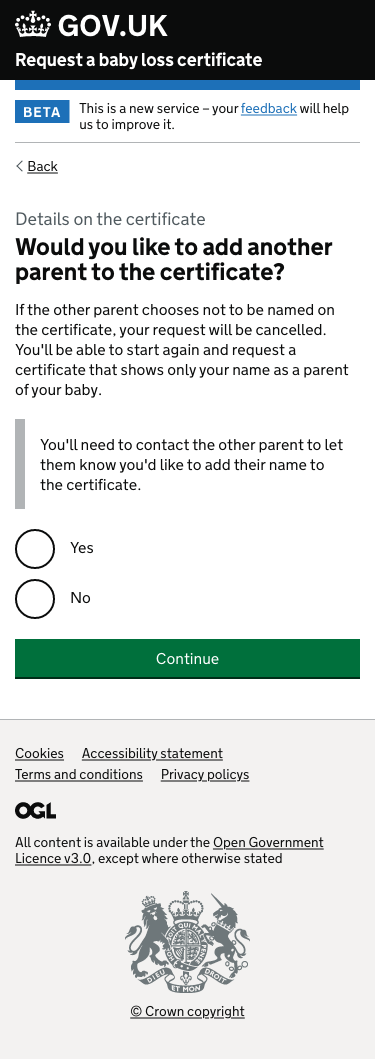 GOV.UK
Request a baby loss certificate
BETA
This is a new service – your feedback will help
us to improve it.
Back
Details on the certificate
Would you like to add another
parent to the certificate?
If the other parent chooses not to be named on
the certificate, your request will be cancelled.
You'll be able to start again and request a
certificate that shows only your name as a parent
of your baby.
You'll need to contact the other parent to let
them know you'd like to add their name to
the certificate.
Yes
No
Continue
Cookies Accessibility statement
Terms and conditions Privacy policys
OGL
All content is available under the Open Government
Licence v3.0, except where otherwise stated
DIEU ET MON DROIT
© Crown copyright